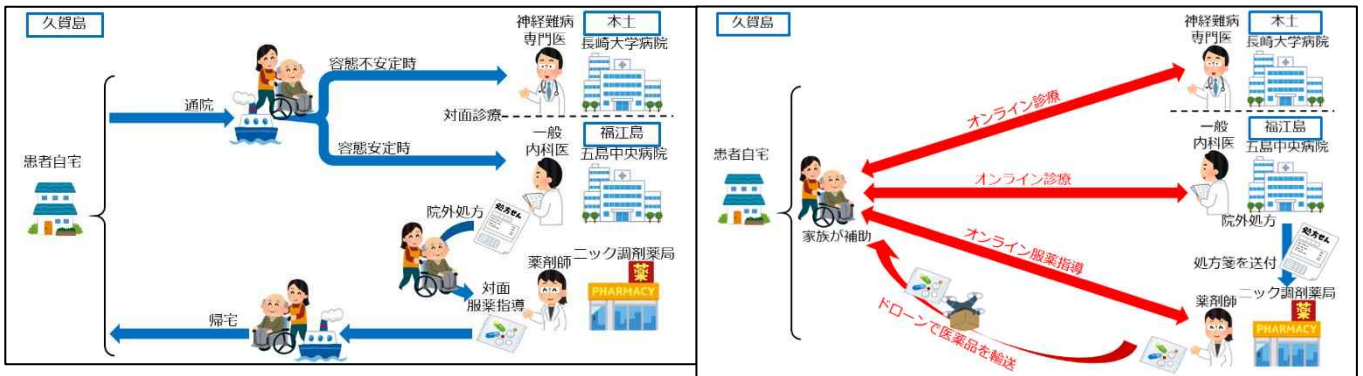 久賀島
神経難病
専門医
本土
長崎大学病院
容態不安定時
通院
対面診療
一般
内科医
福江島
五島中央病院
容態安定時
患者自宅
院外処方
処方せん
薬剤師
ニック調剤薬局
薬
PHARMACY
対面
服薬指導
帰宅
久賀島
神経難病
専門医
本土
長崎大学病院
オンライン診療
一般
内科医
福江島
五島中央病院
患者自宅
オンライン診療
家族が補助
院外処方
処方せん
オンライン服薬指導
処方箋を送付
薬剤師
ニック調剤薬局
薬
PHARMACY
ドローンで医薬品を輸送